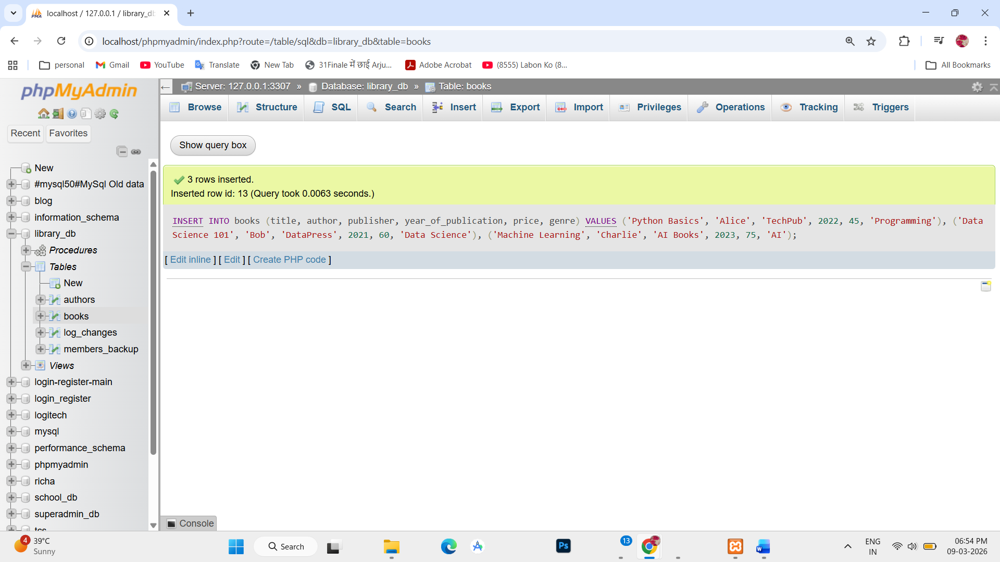 localhost / 127.0.0.1 / library_db
localhost/phpmyadmin/index.php?route=/table/sql&db=library_db&table=books
personal
Gmail
YouTube
Translate
New Tab
31Finale में छाई Arju...
Adobe Acrobat
(8555) Labon Ko (8...
All Bookmarks
phpMyAdmin
Recent
Favorites
New
#mysql50#MySql Old data
blog
information_schema
library_db
Procedures
Tables
New
authors
books
log_changes
members_backup
Views
login-register-main
login_register
logitech
mysql
performance_schema
phpmyadmin
richa
school_db
superadmin_db
tcs
Server: 127.0.0.1:3307 » Database: library_db » Table: books
Browse
Structure
SQL
Search
Insert
Export
Import
Privileges
Operations
Tracking
Triggers
Show query box
3 rows inserted.
Inserted row id: 13 (Query took 0.0063 seconds.)
INSERT INTO books (title, author, publisher, year_of_publication, price, genre) VALUES ('Python Basics', 'Alice', 'TechPub', 2022, 45, 'Programming'), ('Data
Science 101', 'Bob', 'DataPress', 2021, 60, 'Data Science'), ('Machine Learning', 'Charlie', 'AI Books', 2023, 75, 'AI');
[ Edit inline ] [ Edit ] [ Create PHP code ]
Console
4
39°C
Sunny
Search
Ps
13
W
ENG
IN
06:54 PM
09-03-2026